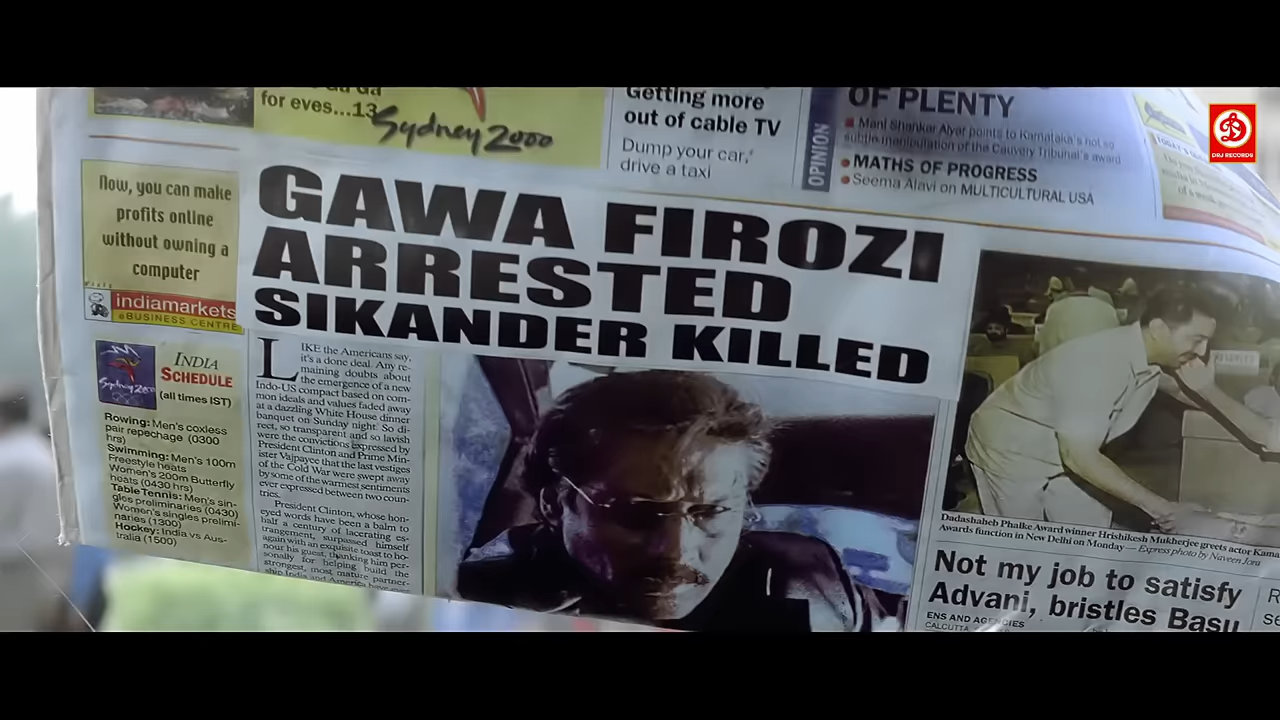 for eves...13
Sydney 2000
Getting more
out of cable TV
Dump your car,
drive a taxi
OPINION
OF PLENTY
Mani Shankar Aiyar points to Karnataka's not so
subtle manipulation of the Cauvery Tribunal's award
MATHS OF PROGRESS
Seema Alavi on MULTICULTURAL USA
D&J RECORDS
Now, you can make
profits online
without owning a
computer
indiamarkets
eBUSINESS CENTRE
GAWA FIROZI
ARRESTED
SIKANDER KILLED
Sydney 2000
INDIA
SCHEDULE
(all times IST)
Rowing: Men's coxless
pair repechage (0300
hrs)
Swimming: Men's 100m
Freestyle heats
Women's 200m Butterfly
heats (0430 hrs)
Table Tennis: Men's sin-
gles preliminaries (0430)
Women's singles prelimi-
naries (1300)
Hockey: India vs Aus-
tralia (1500)
LIKE the Americans say,
it's a done deal. Any re-
maining doubts about
the emergence of a new
Indo-US compact based on com-
mon ideals and values faded away
at a dazzling White House dinner
banquet on Sunday night. So di-
rect, so transparent and so lavish
were the convictions expressed by
President Clinton and Prime Min-
ister Vajpayee that the last vestiges
of the Cold War were swept away
by some of the warmest sentiments
ever expressed between two coun-
tries.
President Clinton, whose hon-
eyed words have been a balm to
half a century of lacerating es-
trangement, surpassed himself
again with an exquisite toast to ho-
nour his guest, thanking him per-
sonally for helping build the
strongest, most mature partner-
ship India and America have ever
Dadasaheb Phalke Award winner Hrishikesh Mukherjee greets actor Kama
Awards function in New Delhi on Monday — Express photo by Naveen Jora
Not my job to satisfy
Advani, bristles Basu
ENS AND AGENCIES
CALCUTTA